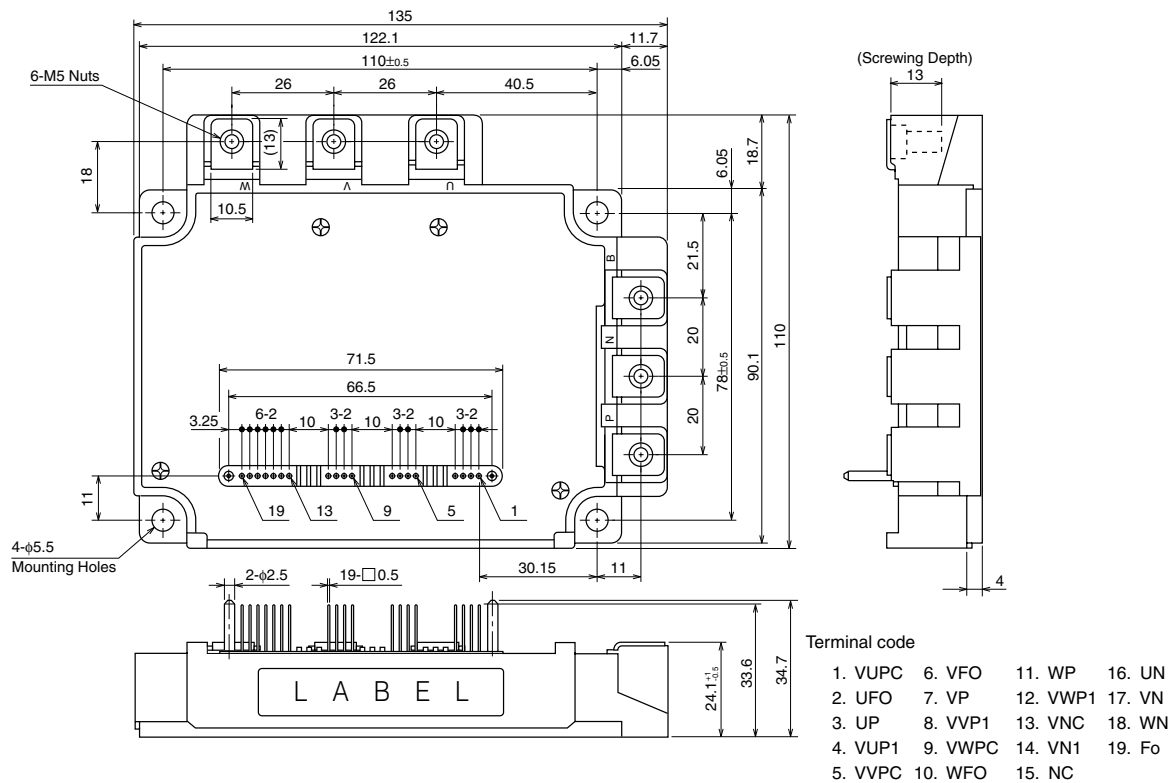 135
122.1
11.7
110±0.5
6.05
6-M5 Nuts
26
26
40.5
(Screwing Depth)
13
(13)
18
10.5
W
V
U
18.7
6.05
B
21.5
N
20
P
20
78±0.5
90.1
110
71.5
66.5
3.25
6-2
10
3-2
10
3-2
10
3-2
11
19
13
9
5
1
4-ϕ5.5
Mounting Holes
2-ϕ2.5
19-□0.5
30.15
11
4
LABEL
24.1 +1 -0.5
33.6
34.7
Terminal code
1. VUPC 6. VFO 11. WP 16. UN
2. UFO 7. VP 12. VWP1 17. VN
3. UP 8. VVP1 13. VNC 18. WN
4. VUP1 9. VWPC 14. VN1 19. Fo
5. VVPC 10. WFO 15. NC